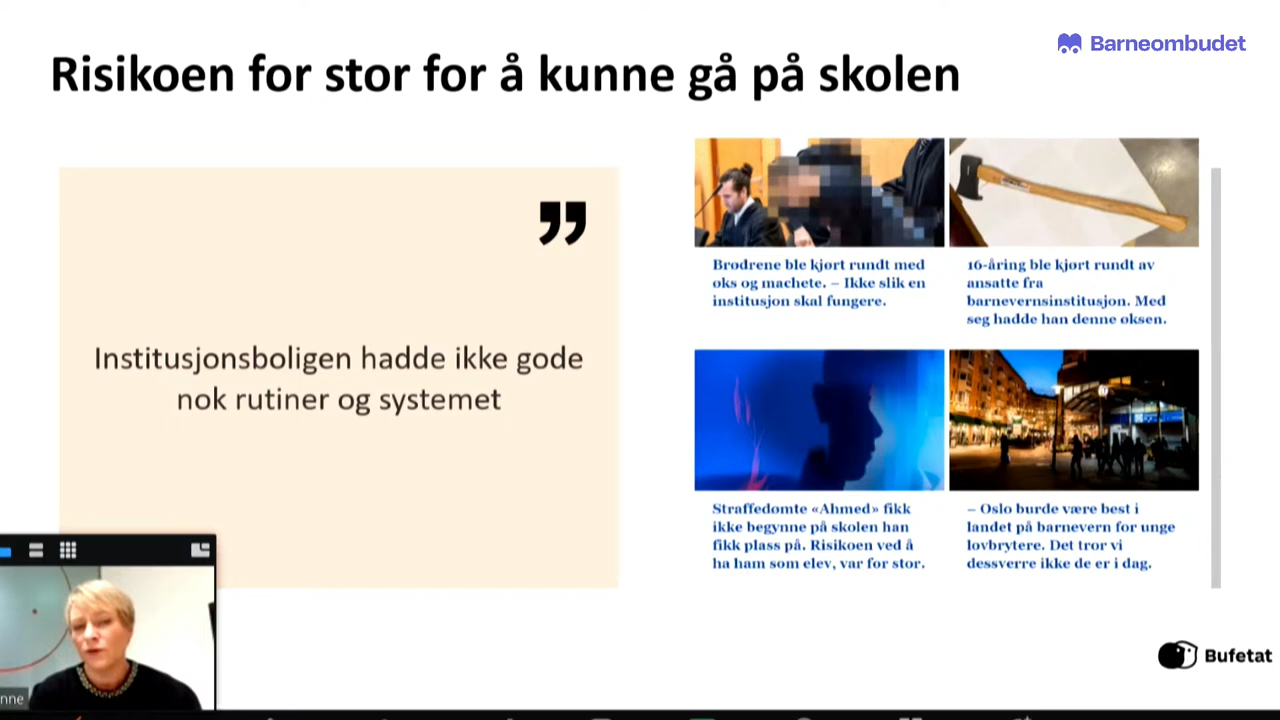 Risikoen for stor for å kunne gå på skolen
Barneombudet
”
Institusjonsboligen hadde ikke gode
nok rutiner og systemet
Brødrene ble kjørt rundt med
øks og machete. – Ikke slik en
institusjon skal fungere.
16-åring ble kjørt rundt av
ansatte fra
barnevernsinstitusjon. Med
seg hadde han denne øksen.
Straffedømte «Ahmed» fikk
ikke begynne på skolen han
fikk plass på. Risikoen ved å
ha ham som elev, var for stor.
– Oslo burde være best i
landet på barnevern for unge
lovbrytere. Det tror vi
dessverre ikke de er i dag.
nne
Bufetat